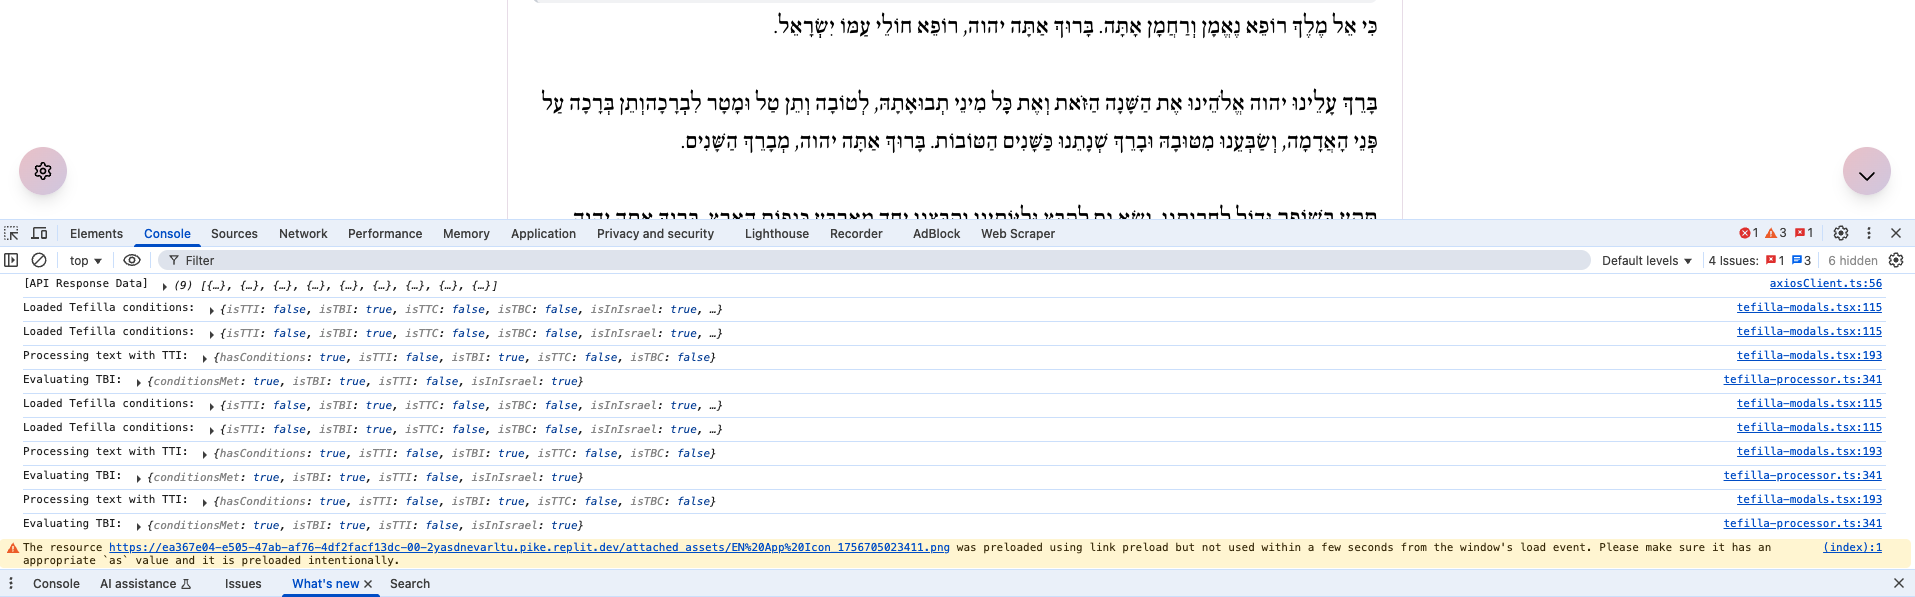 כִּי אֵל מֶלֶךְ רוֹפֵא נֶאֱמָן וְרַחֲמָן אָתָּה. בָּרוּךְ אַתָּה יהוה, רוֹפֵא חוֹלֵי עַמּוֹ יִשְׂרָאֵל.
בָּרֵךְ עָלֵינוּ יהוה אֱלֹהֵינוּ אֶת הַשָּׁנָה הַזֹּאת וְאֶת כָּל מִינֵי תְבוּאָתָהּ, לְטוֹבָה וְתֵן טַל וּמָטָר לִבְרָכָהוְתֵן בְּרָכָה עַל
פְּנֵי הָאֲדָמָה, וְשַׂבְּעֵנוּ מִטּוּבָהּ וּבָרֵךְ שְׁנָתֵנוּ כַּשָּׁנִים הַטּוֹבוֹת. בָּרוּךְ אַתָּה יהוה, מְבָרֵךְ הַשָּׁנִים.
Elements Console Sources Network Performance Memory Application Privacy and security Lighthouse Recorder AdBlock Web Scraper 1 3 1
top Filter Default levels 4 Issues: 1 3 6 hidden
[API Response Data] (9) [{…}, {…}, {…}, {…}, {…}, {…}, {…}, {…}, {…}] axiosClient.ts:56
Loaded Tefilla conditions: {isTTI: false, isTBI: true, isTTC: false, isTBC: false, isInIsrael: true, …} tefilla-modals.tsx:115
Loaded Tefilla conditions: {isTTI: false, isTBI: true, isTTC: false, isTBC: false, isInIsrael: true, …} tefilla-modals.tsx:115
Processing text with TTI: {hasConditions: true, isTTI: false, isTBI: true, isTTC: false, isTBC: false} tefilla-modals.tsx:193
Evaluating TBI: {conditionsMet: true, isTBI: true, isTTI: false, isInIsrael: true} tefilla-processor.ts:341
Loaded Tefilla conditions: {isTTI: false, isTBI: true, isTTC: false, isTBC: false, isInIsrael: true, …} tefilla-modals.tsx:115
Loaded Tefilla conditions: {isTTI: false, isTBI: true, isTTC: false, isTBC: false, isInIsrael: true, …} tefilla-modals.tsx:115
Processing text with TTI: {hasConditions: true, isTTI: false, isTBI: true, isTTC: false, isTBC: false} tefilla-modals.tsx:193
Evaluating TBI: {conditionsMet: true, isTBI: true, isTTI: false, isInIsrael: true} tefilla-processor.ts:341
Processing text with TTI: {hasConditions: true, isTTI: false, isTBI: true, isTTC: false, isTBC: false} tefilla-modals.tsx:193
Evaluating TBI: {conditionsMet: true, isTBI: true, isTTI: false, isInIsrael: true} tefilla-processor.ts:341
The resource https://ea367e04-e505-47ab-af76-4df2facf13dc-00-2yasdnevarltu.pike.replit.dev/attached_assets/EN%20App%20Icon_1756705023411.png was preloaded using link preload but not used within a few seconds from the window's load event. Please make sure it has an (index):1
appropriate `as` value and it is preloaded intentionally.
Console AI assistance Issues What's new Search